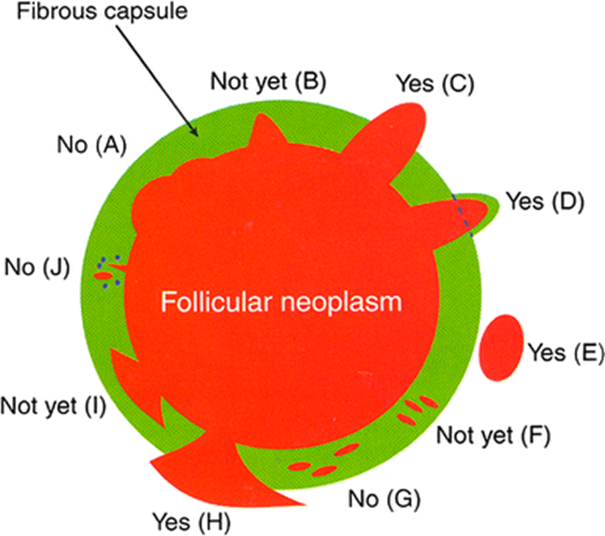 Fibrous capsule
Not yet (B)
Yes (C)
No (A)
Yes (D)
No (J)
Follicular neoplasm
Yes (E)
Not yet (I)
Not yet (F)
No (G)
Yes (H)